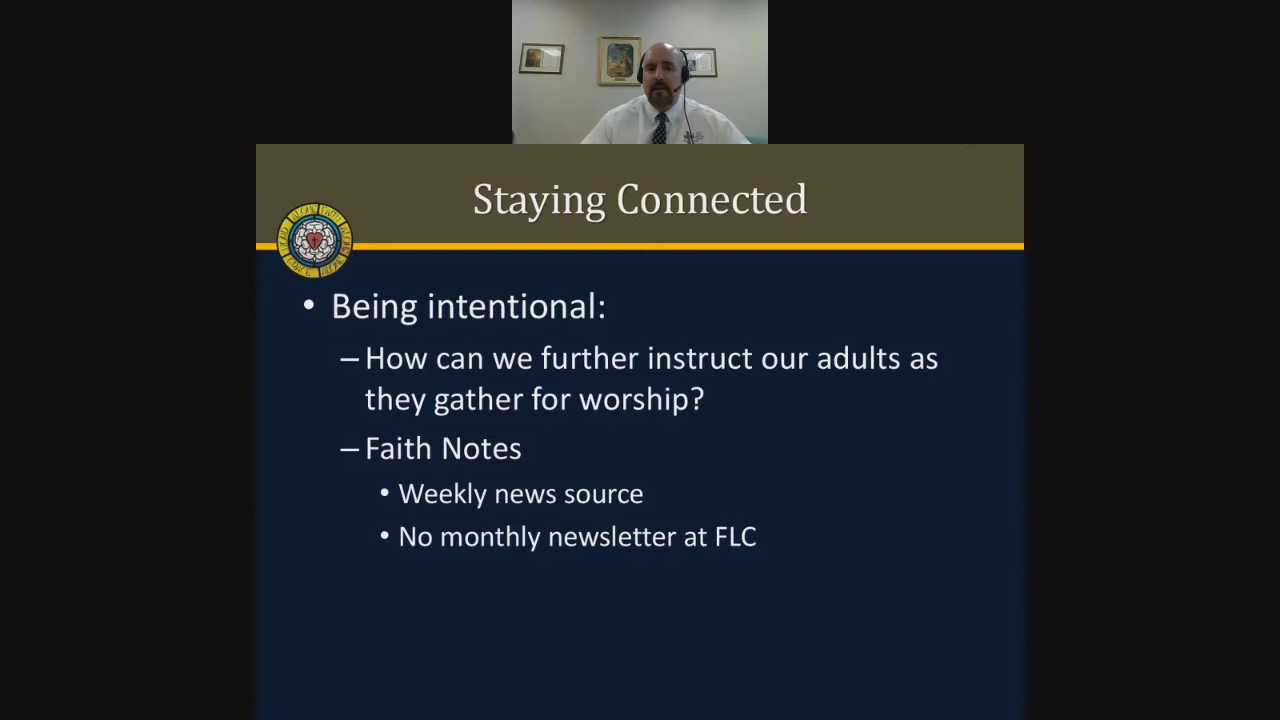 Staying Connected
• Being intentional:
– How can we further instruct our adults as
they gather for worship?
– Faith Notes
• Weekly news source
• No monthly newsletter at FLC